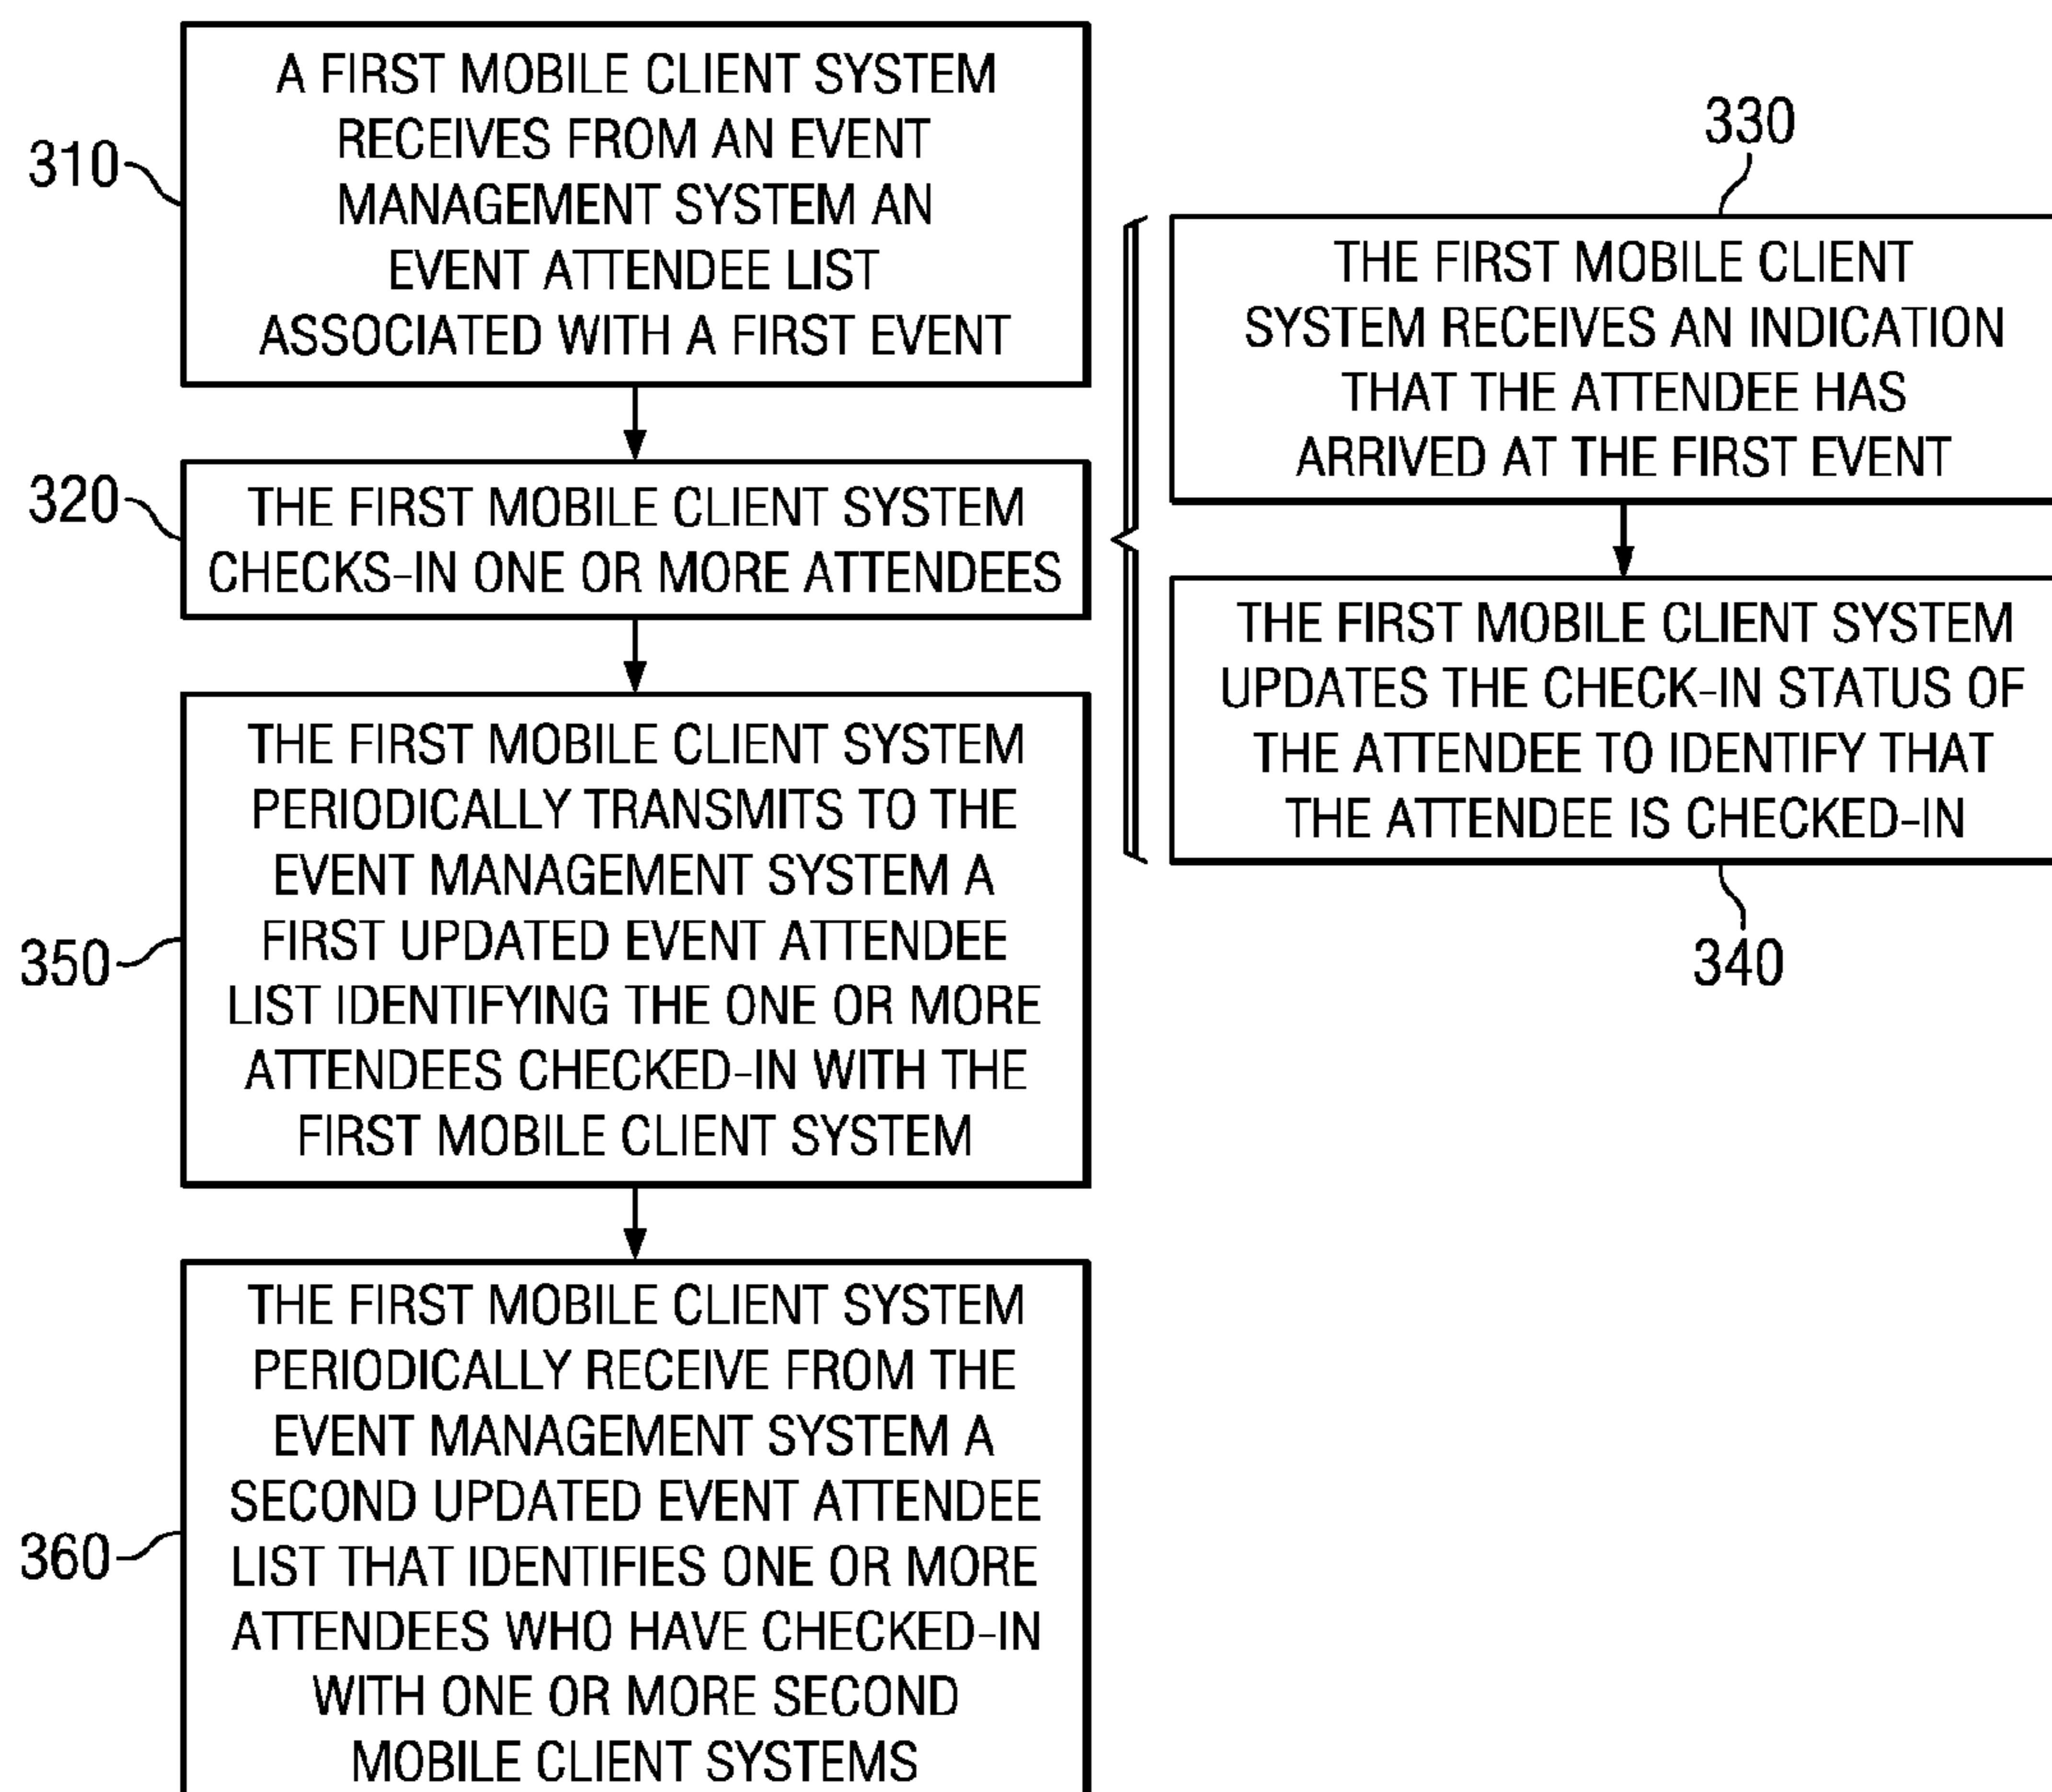 310
A FIRST MOBILE CLIENT SYSTEM
RECEIVES FROM AN EVENT
MANAGEMENT SYSTEM AN
EVENT ATTENDEE LIST
ASSOCIATED WITH A FIRST EVENT
320
THE FIRST MOBILE CLIENT SYSTEM
CHECKS-IN ONE OR MORE ATTENDEES
330
THE FIRST MOBILE CLIENT
SYSTEM RECEIVES AN INDICATION
THAT THE ATTENDEE HAS
ARRIVED AT THE FIRST EVENT
THE FIRST MOBILE CLIENT SYSTEM
UPDATES THE CHECK-IN STATUS OF
THE ATTENDEE TO IDENTIFY THAT
THE ATTENDEE IS CHECKED-IN
340
350
THE FIRST MOBILE CLIENT SYSTEM
PERIODICALLY TRANSMITS TO THE
EVENT MANAGEMENT SYSTEM A
FIRST UPDATED EVENT ATTENDEE
LIST IDENTIFYING THE ONE OR MORE
ATTENDEES CHECKED-IN WITH THE
FIRST MOBILE CLIENT SYSTEM
360
THE FIRST MOBILE CLIENT SYSTEM
PERIODICALLY RECEIVE FROM THE
EVENT MANAGEMENT SYSTEM A
SECOND UPDATED EVENT ATTENDEE
LIST THAT IDENTIFIES ONE OR MORE
ATTENDEES WHO HAVE CHECKED-IN
WITH ONE OR MORE SECOND
MOBILE CLIENT SYSTEMS